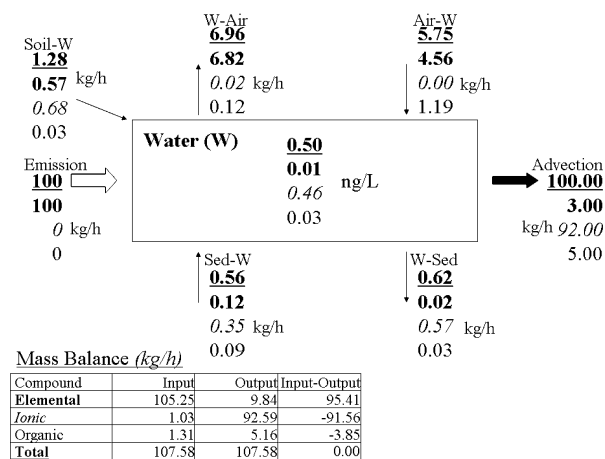 W-Air
6.96
6.82
0.02 kg/h
0.12
Air-W
5.75
4.56
0.00 kg/h
1.19
Soil-W
1.28
0.57 kg/h
0.68
0.03
Water (W)
0.50
0.01
0.46 ng/L
0.03
Emission
100
100
0 kg/h
0
Advection
100.00
3.00
kg/h 92.00
5.00
Sed-W
0.56
0.12
0.35 kg/h
0.09
W-Sed
0.62
0.02
0.57 kg/h
0.03
Mass Balance (kg/h)
Compound Input Output Input-Output
Elemental 105.25 9.84 95.41
Ionic 1.03 92.59 -91.56
Organic 1.31 5.16 -3.85
Total 107.58 107.58 0.00